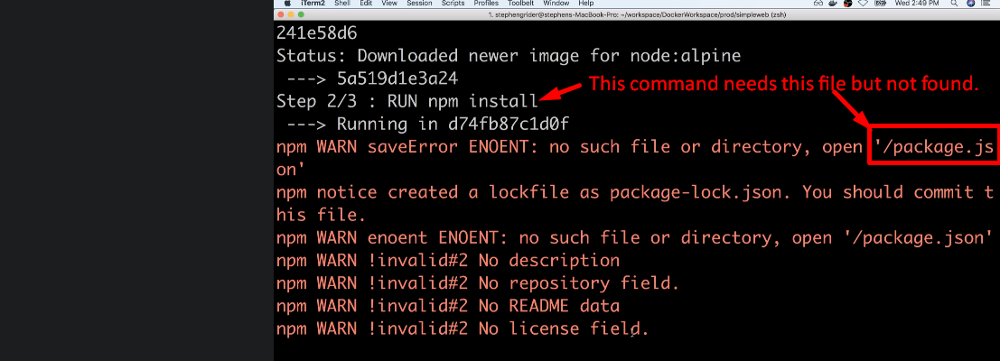 iTerm2 Shell Edit View Session Scripts Profiles Toolbelt Window Help Wed 2:49 PM
1. stephengrider@stephens-MacBook-Pro: ~/workspace/DockerWorkspace/prod/simpleweb (zsh)
241e58d6
Status: Downloaded newer image for node:alpine
---> 5a519d1e3a24
Step 2/3 : RUN npm install
This command needs this file but not found.
---> Running in d74fb87c1d0f
npm WARN saveError ENOENT: no such file or directory, open '/package.js
on'
npm notice created a lockfile as package-lock.json. You should commit t
his file.
npm WARN enoent ENOENT: no such file or directory, open '/package.json'
npm WARN !invalid#2 No description
npm WARN !invalid#2 No repository field.
npm WARN !invalid#2 No README data
npm WARN !invalid#2 No license field.